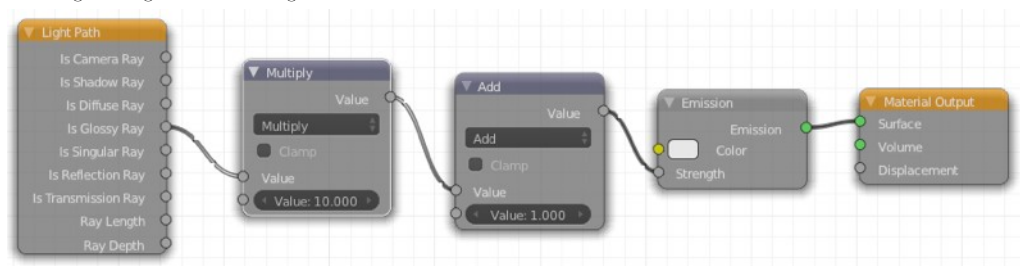 Light Path
Is Camera Ray
Is Shadow Ray
Is Diffuse Ray
Is Glossy Ray
Is Singular Ray
Is Reflection Ray
Is Transmission Ray
Ray Length
Ray Depth
Multiply
Value
Multiply
Clamp
Value
Value: 10.000
Add
Value
Add
Clamp
Value
Value: 1.000
Emission
Emission
Color
Strength
Material Output
Surface
Volume
Displacement